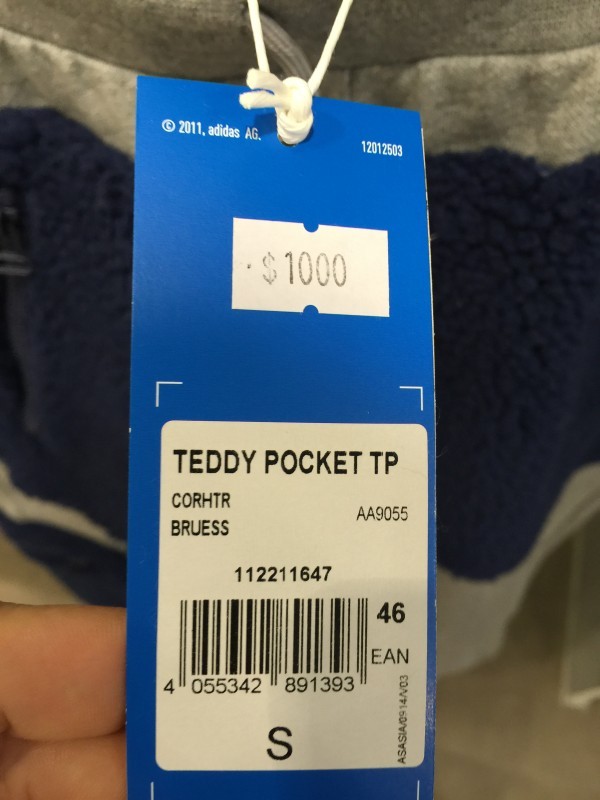 © 2011, adidas AG.
12012503
$1000
TEDDY POCKET TP
CORHTR
BRUESS
AA9055
112211647
46
EAN
4 055342 891393
S
ASASIA/0914/V03